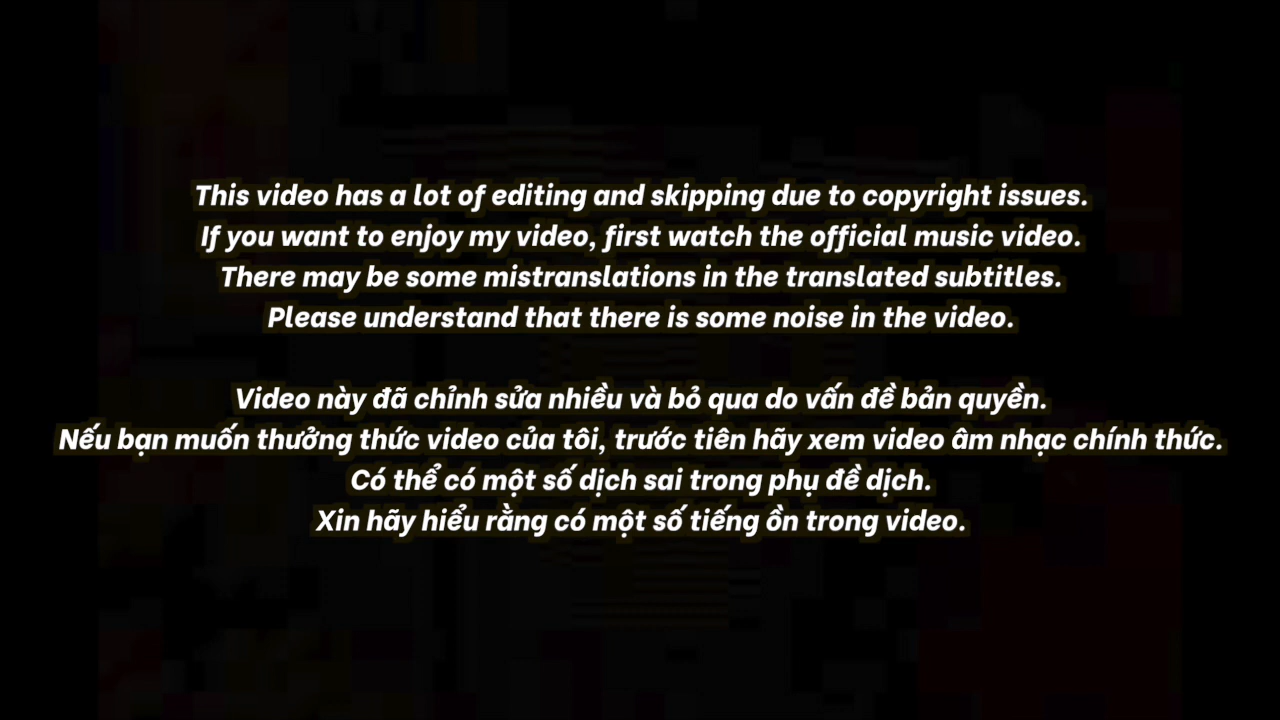 This video has a lot of editing and skipping due to copyright issues.
If you want to enjoy my video, first watch the official music video.
There may be some mistranslations in the translated subtitles.
Please understand that there is some noise in the video.
Video này đã chỉnh sửa nhiều và bỏ qua do vấn đề bản quyền.
Nếu bạn muốn thưởng thức video của tôi, trước tiên hãy xem video âm nhạc chính thức.
Có thể có một số dịch sai trong phụ đề dịch.
Xin hãy hiểu rằng có một số tiếng ồn trong video.